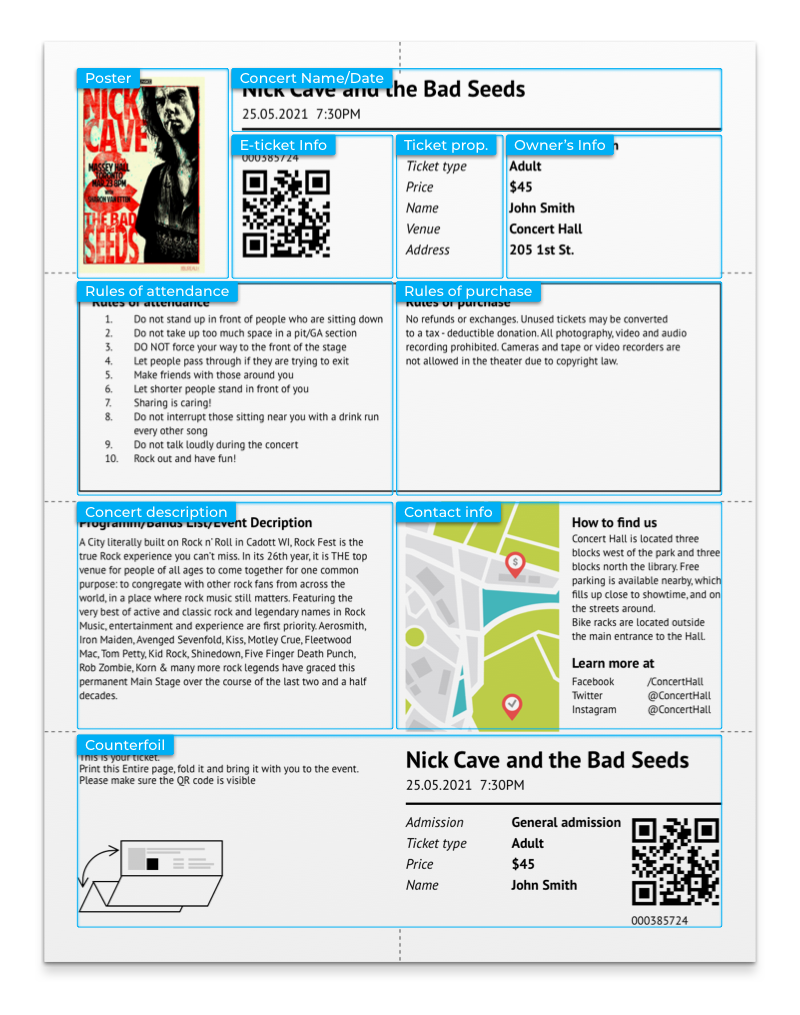 Poster
NICK
CAVE
MASSEY HALL
TORONTO
THE BAD
SEEDS
Concert Name/Date
Nick Cave and the Bad Seeds
25.05.2021 7:30PM
E-ticket Info
000385724
Ticket prop.
Owner's Info
Ticket type Adult
Price $45
Name John Smith
Venue Concert Hall
Address 205 1st St.
Rules of attendance
Rules of attendance
1. Do not stand up in front of people who are sitting down
2. Do not take up too much space in a pit/GA section
3. DO NOT force your way to the front of the stage
4. Let people pass through if they are trying to exit
5. Make friends with those around you
6. Let shorter people stand in front of you
7. Sharing is caring!
8. Do not interrupt those sitting near you with a drink run
every other song
9. Do not talk loudly during the concert
10. Rock out and have fun!
Rules of purchase
Rules of purchase
No refunds or exchanges. Unused tickets may be converted
to a tax - deductible donation. All photography, video and audio
recording prohibited. Cameras and tape or video recorders are
not allowed in the theater due to copyright law.
Concert description
Programm/Bands List/Event Decription
A City literally built on Rock n' Roll in Cadott WI, Rock Fest is the
true Rock experience you can't miss. In its 26th year, it is THE top
venue for people of all ages to come together for one common
purpose: to congregate with other rock fans from across the
world, in a place where rock music still matters. Featuring the
very best of active and classic rock and legendary names in Rock
Music, entertainment and experience are first priority. Aerosmith,
Iron Maiden, Avenged Sevenfold, Kiss, Motley Crue, Fleetwood
Mac, Tom Petty, Kid Rock, Shinedown, Five Finger Death Punch,
Rob Zombie, Korn & many more rock legends have graced this
permanent Main Stage over the course of the last two and a half
decades.
Contact info
$
How to find us
Concert Hall is located three
blocks west of the park and three
blocks north the library. Free
parking is available nearby, which
fills up close to showtime, and on
the streets around.
Bike racks are located outside
the main entrance to the Hall.
Learn more at
Facebook /ConcertHall
Twitter @ConcertHall
Instagram @ConcertHall
Counterfoil
This is your ticket.
Print this Entire page, fold it and bring it with you to the event.
Please make sure the QR code is visible
Nick Cave and the Bad Seeds
25.05.2021 7:30PM
Admission General admission
Ticket type Adult
Price $45
Name John Smith
000385724